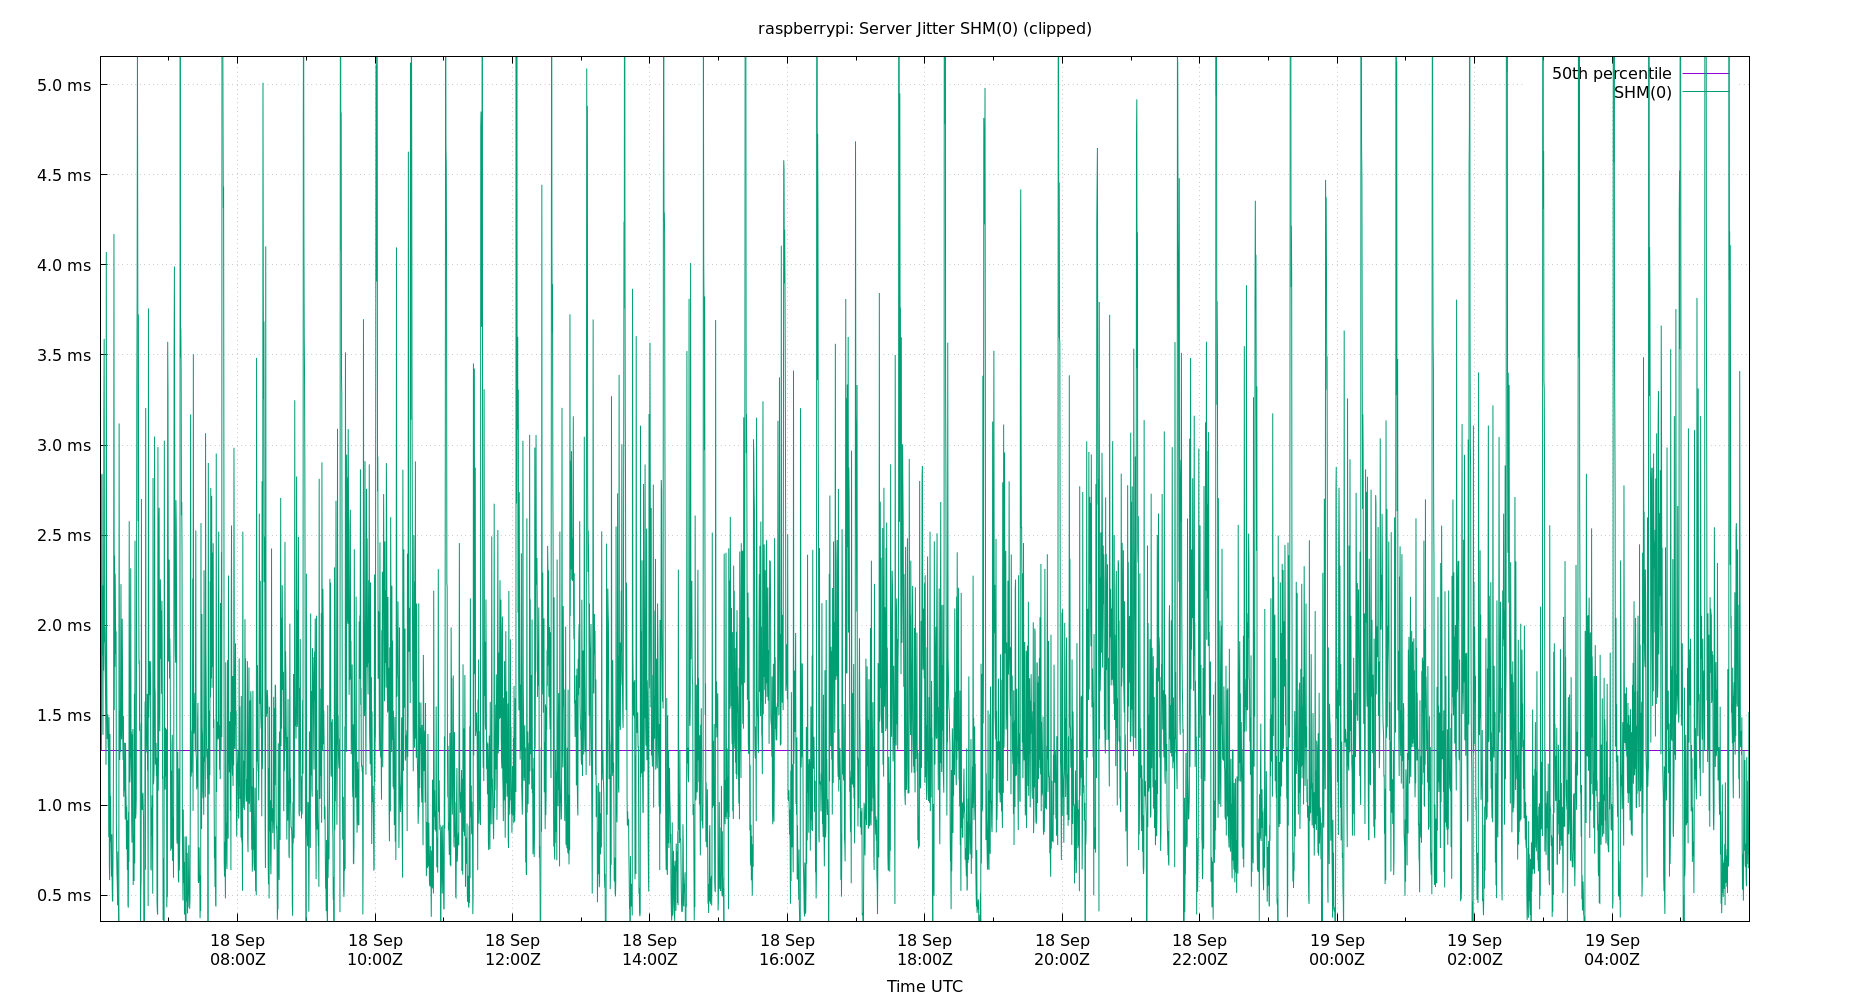 raspberrypi: Server Jitter SHM(0) (clipped)
50th percentile
SHM(0)
5.0 ms
4.5 ms
4.0 ms
3.5 ms
3.0 ms
2.5 ms
2.0 ms
1.5 ms
1.0 ms
0.5 ms
18 Sep 18 Sep 18 Sep 18 Sep 18 Sep 18 Sep 18 Sep 18 Sep 19 Sep 19 Sep 19 Sep
08:00Z 10:00Z 12:00Z 14:00Z 16:00Z 18:00Z 20:00Z 22:00Z 00:00Z 02:00Z 04:00Z
Time UTC